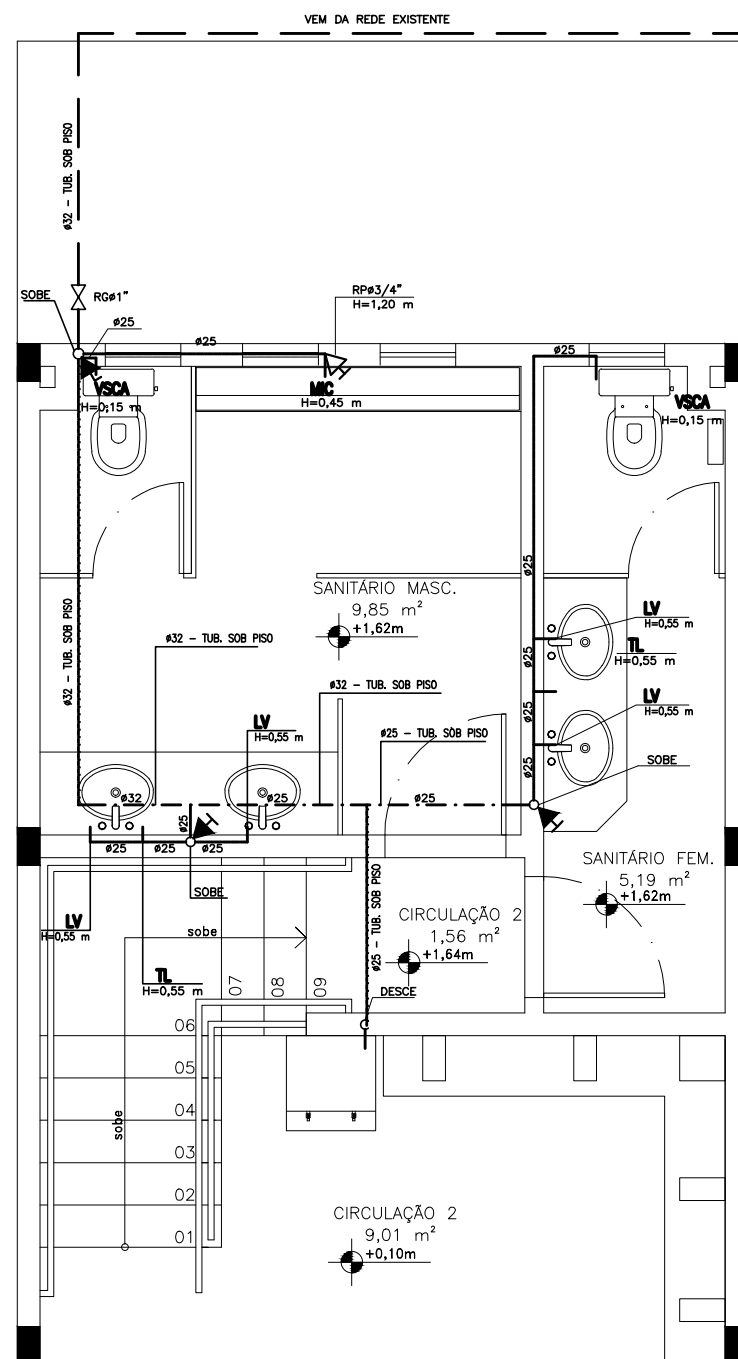 VEM DA REDE EXISTENTE
ø32 - TUB. SOB PISO
SOBE
RGø1"
ø25
RPø3/4"
H=1,20 m
ø25
ø25
VSCA
H=0,15 m
MIC
H=0,45 m
VSCA
H=0,15 m
ø25
SANITÁRIO MASC.
9,85 m²
+1,62m
LV
H=0,55 m
TL
H=0,55 m
ø32 - TUB. SOB PISO
ø32 - TUB. SOB PISO
ø25
ø32 - TUB. SOB PISO
LV
H=0,55 m
ø25
LV
H=0,55 m
ø25 - TUB. SOB PISO
SOBE
ø25
ø32
ø25
ø25
ø25
ø25
ø25
ø25
SANITÁRIO FEM.
5,19 m²
+1,62m
SOBE
LV
H=0,55 m
sobe
ø25 - TUB. SOB PISO
CIRCULAÇÃO 2
1,56 m²
+1,64m
TL
H=0,55 m
07
08
09
DESCE
06
05
04
sobe
03
02
01
CIRCULAÇÃO 2
9,01 m²
+0,10m